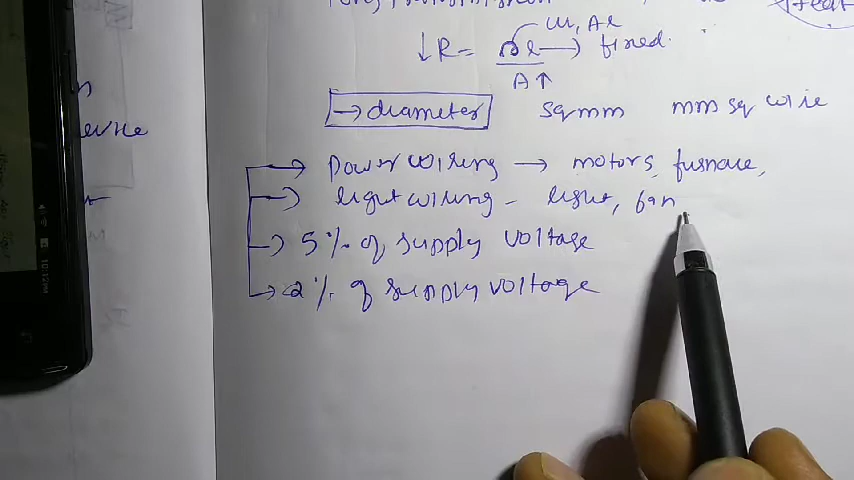 ↓R = ρl → fixed.
cu, Al
A↑
→ diameter sqmm mm sq wire
→ Power wiring → motors, furnace,
→ light wiring - light, fan
→ 5% of supply voltage
→ 2% of supply voltage